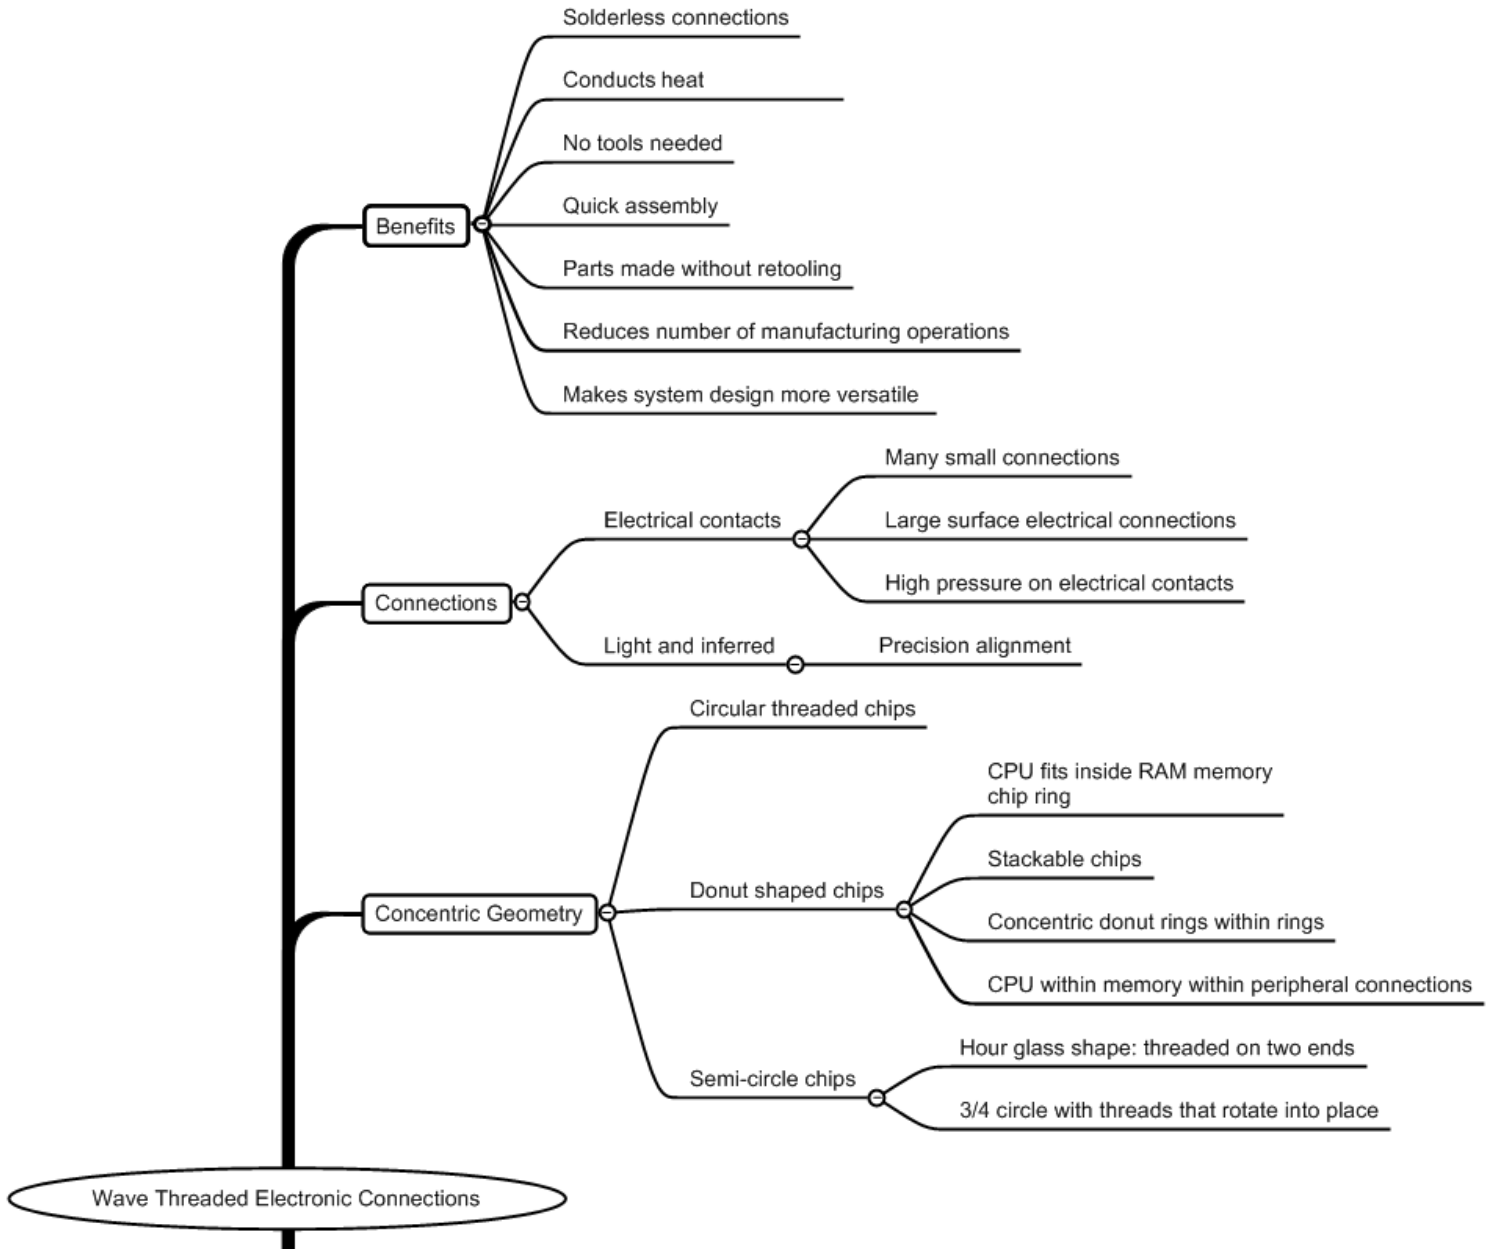 Solderless connections
Conducts heat
No tools needed
Quick assembly
Benefits
Parts made without retooling
Reduces number of manufacturing operations
Makes system design more versatile
Many small connections
Electrical contacts
Large surface electrical connections
High pressure on electrical contacts
Connections
Light and inferred
Precision alignment
Circular threaded chips
CPU fits inside RAM memory
chip ring
Stackable chips
Donut shaped chips
Concentric Geometry
Concentric donut rings within rings
CPU within memory within peripheral connections
Hour glass shape: threaded on two ends
Semi-circle chips
3/4 circle with threads that rotate into place
Wave Threaded Electronic Connections